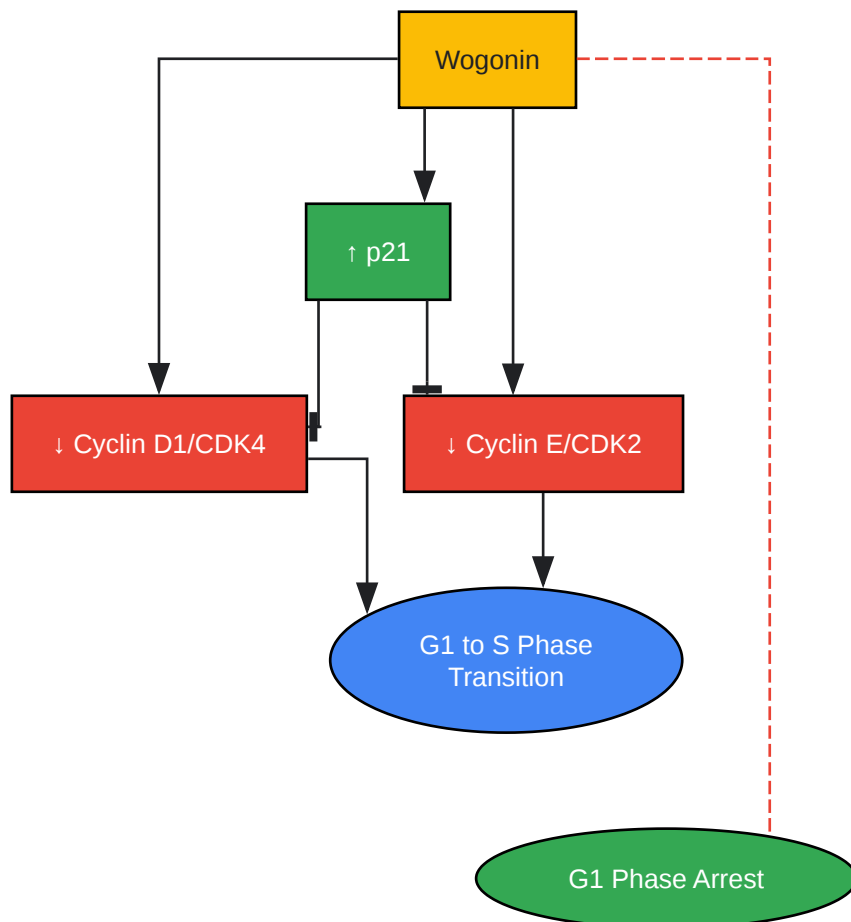 Wogonin
↑ p21
↓ Cyclin D1/CDK4
↓ Cyclin E/CDK2
G1 to S Phase
Transition
G1 Phase Arrest